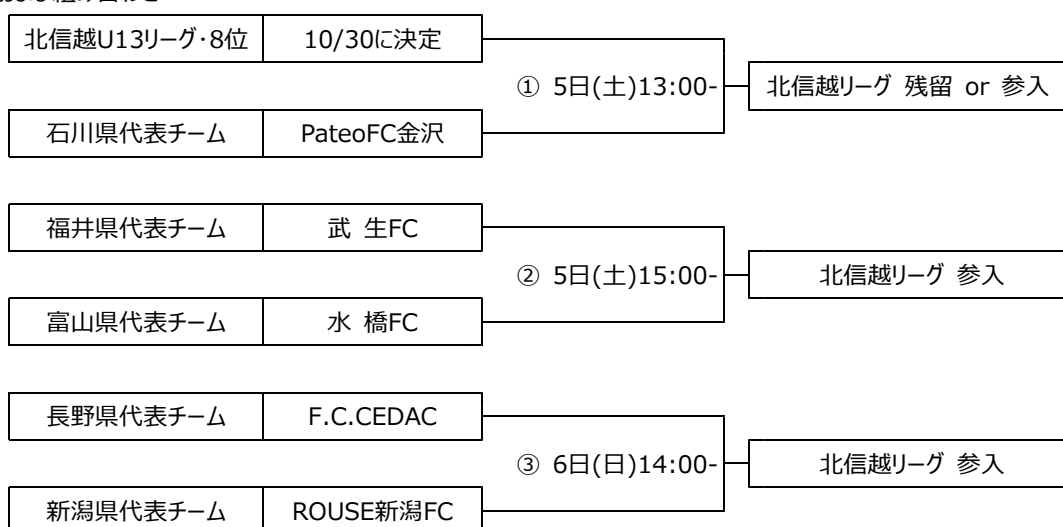 北信越U13リーグ・8位 10/30に決定
① 5日(土)13:00- 北信越リーグ 残留 or 参入
石川県代表チーム PateoFC金沢
福井県代表チーム 武 生FC
② 5日(土)15:00- 北信越リーグ 参入
富山県代表チーム 水 橋FC
長野県代表チーム F.C.CEDAC
③ 6日(日)14:00- 北信越リーグ 参入
新潟県代表チーム ROUSE新潟FC